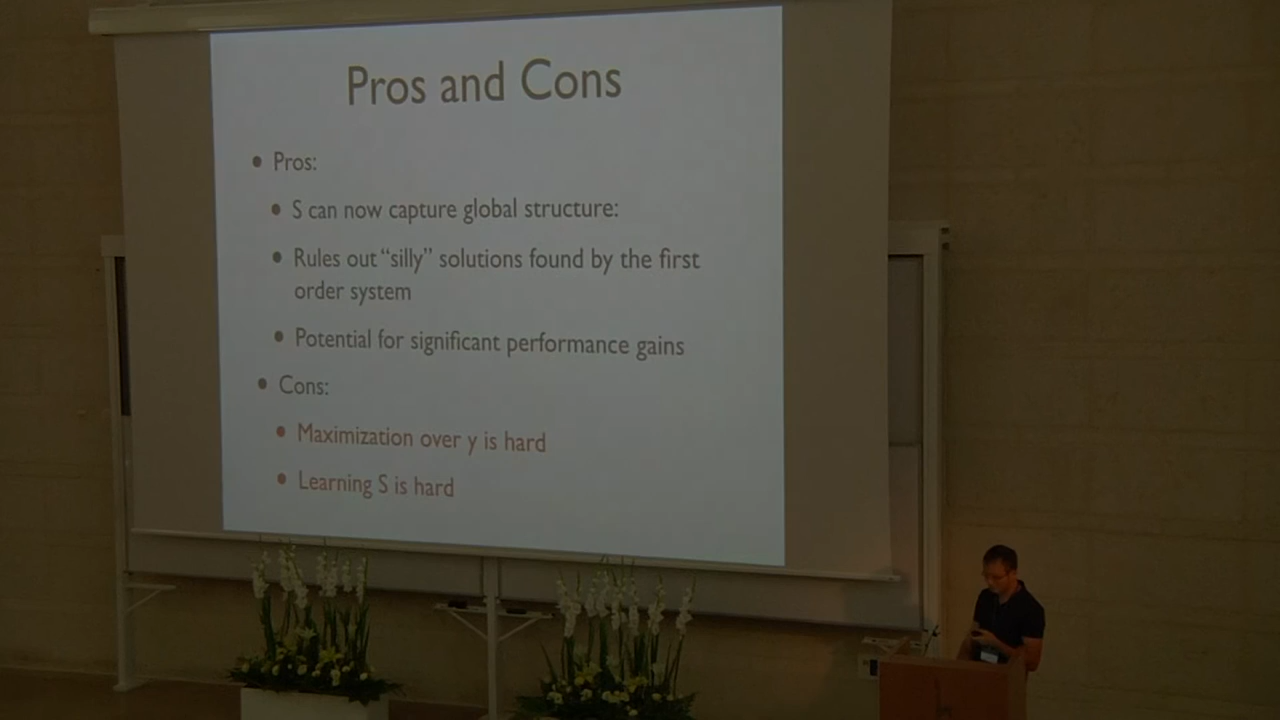 Pros and Cons
• Pros:
• S can now capture global structure:
• Rules out “silly” solutions found by the first
order system
• Potential for significant performance gains
• Cons:
• Maximization over y is hard
• Learning S is hard